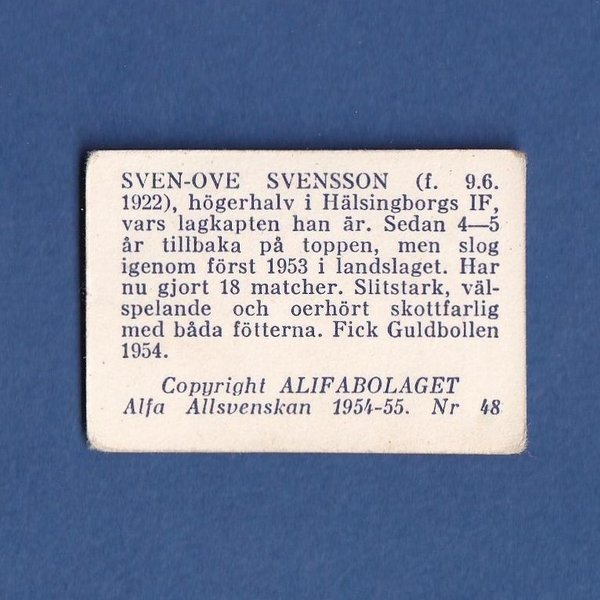 SVEN-OVE SVENSSON (f. 9.6.
1922), högerhalv i Hälsingborgs IF,
vars lagkapten han är. Sedan 4—5
år tillbaka på toppen, men slog
igenom först 1953 i landslaget. Har
nu gjort 18 matcher. Slitstark, väl-
spelande och oerhört skottfarlig
med båda fötterna. Fick Guldbollen
1954.
Copyright ALIFABOLAGET
Alfa Allsvenskan 1954-55. Nr 48